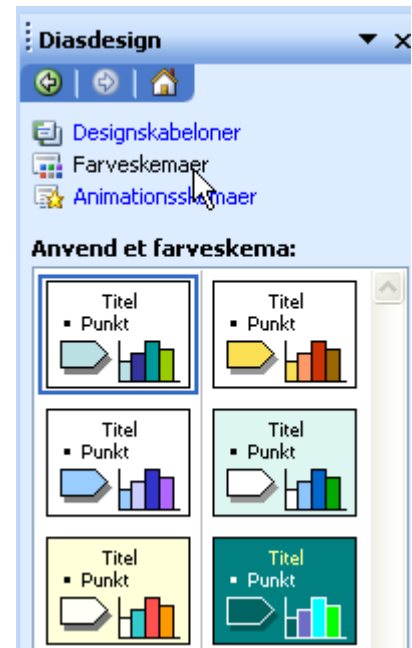 Diasdesign
Designskabeloner
Farveskemaer
Animationsskemaer
Anvend et farveskema:
Titel
Punkt
Titel
Punkt
Titel
Punkt
Titel
Punkt
Titel
Punkt
Titel
Punkt